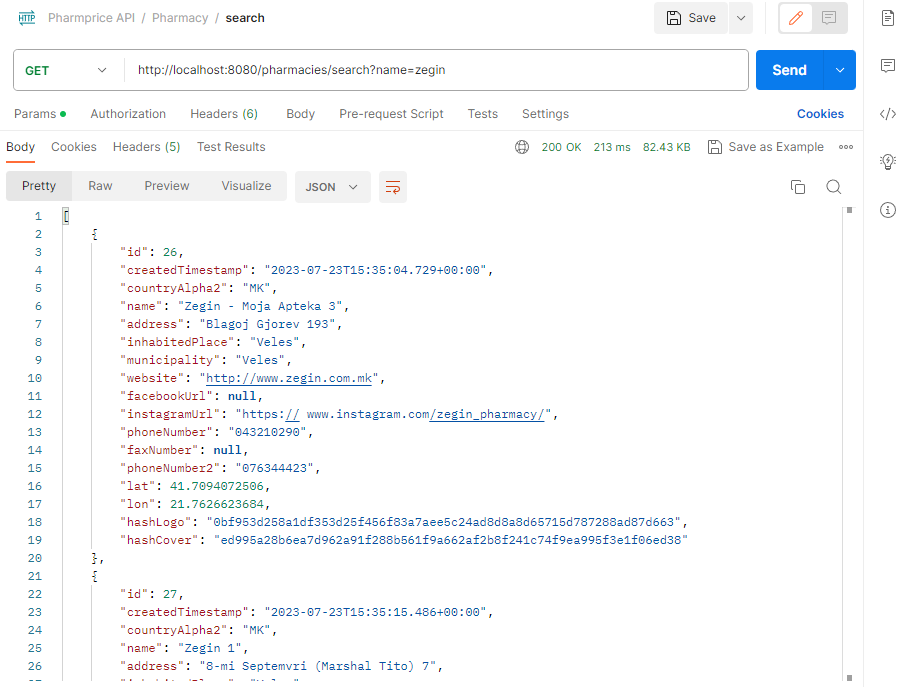 HTTP Pharmprice API / Pharmacy / search Save
GET http://localhost:8080/pharmacies/search?name=zegin Send
Params Authorization Headers (6) Body Pre-request Script Tests Settings Cookies
Body Cookies Headers (5) Test Results 200 OK 213 ms 82.43 KB Save as Example
Pretty Raw Preview Visualize JSON
1 [
2 {
3 "id": 26,
4 "createdTimestamp": "2023-07-23T15:35:04.729+00:00",
5 "countryAlpha2": "MK",
6 "name": "Zegin - Moja Apteka 3",
7 "address": "Blagoj Gjorev 193",
8 "inhabitedPlace": "Veles",
9 "municipality": "Veles",
10 "website": "http://www.zegin.com.mk",
11 "facebookUrl": null,
12 "instagramUrl": "https:// www.instagram.com/zegin_pharmacy/",
13 "phoneNumber": "043210290",
14 "faxNumber": null,
15 "phoneNumber2": "076344423",
16 "lat": 41.7094072506,
17 "lon": 21.7626623684,
18 "hashLogo": "0bf953d258a1df353d25f456f83a7aee5c24ad8d8a8d65715d787288ad87d663",
19 "hashCover": "ed995a28b6ea7d962a91f288b561f9a662af2b8f241c74f9ea995f3e1f06ed38"
20 },
21 {
22 "id": 27,
23 "createdTimestamp": "2023-07-23T15:35:15.486+00:00",
24 "countryAlpha2": "MK",
25 "name": "Zegin 1",
26 "address": "8-mi Septemvri (Marshal Tito) 7",